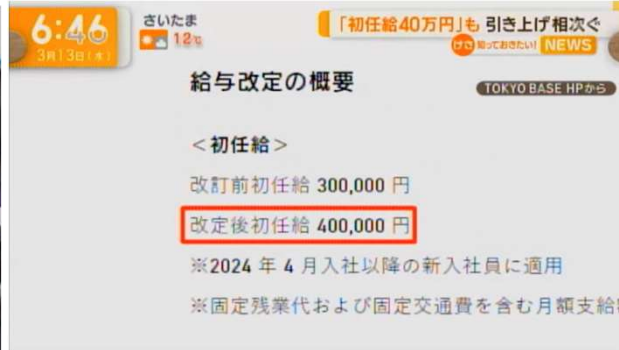 6:46
3月13日(水)
さいたま
12℃
「初任給40万円」も 引き上げ相次ぐ
けさ 知っておきたい! NEWS
給与改定の概要
TOKYO BASE HPから
<初任給>
改訂前初任給 300,000 円
改定後初任給 400,000 円
※2024 年 4 月入社以降の新入社員に適用
※固定残業代および固定交通費を含む月額支給